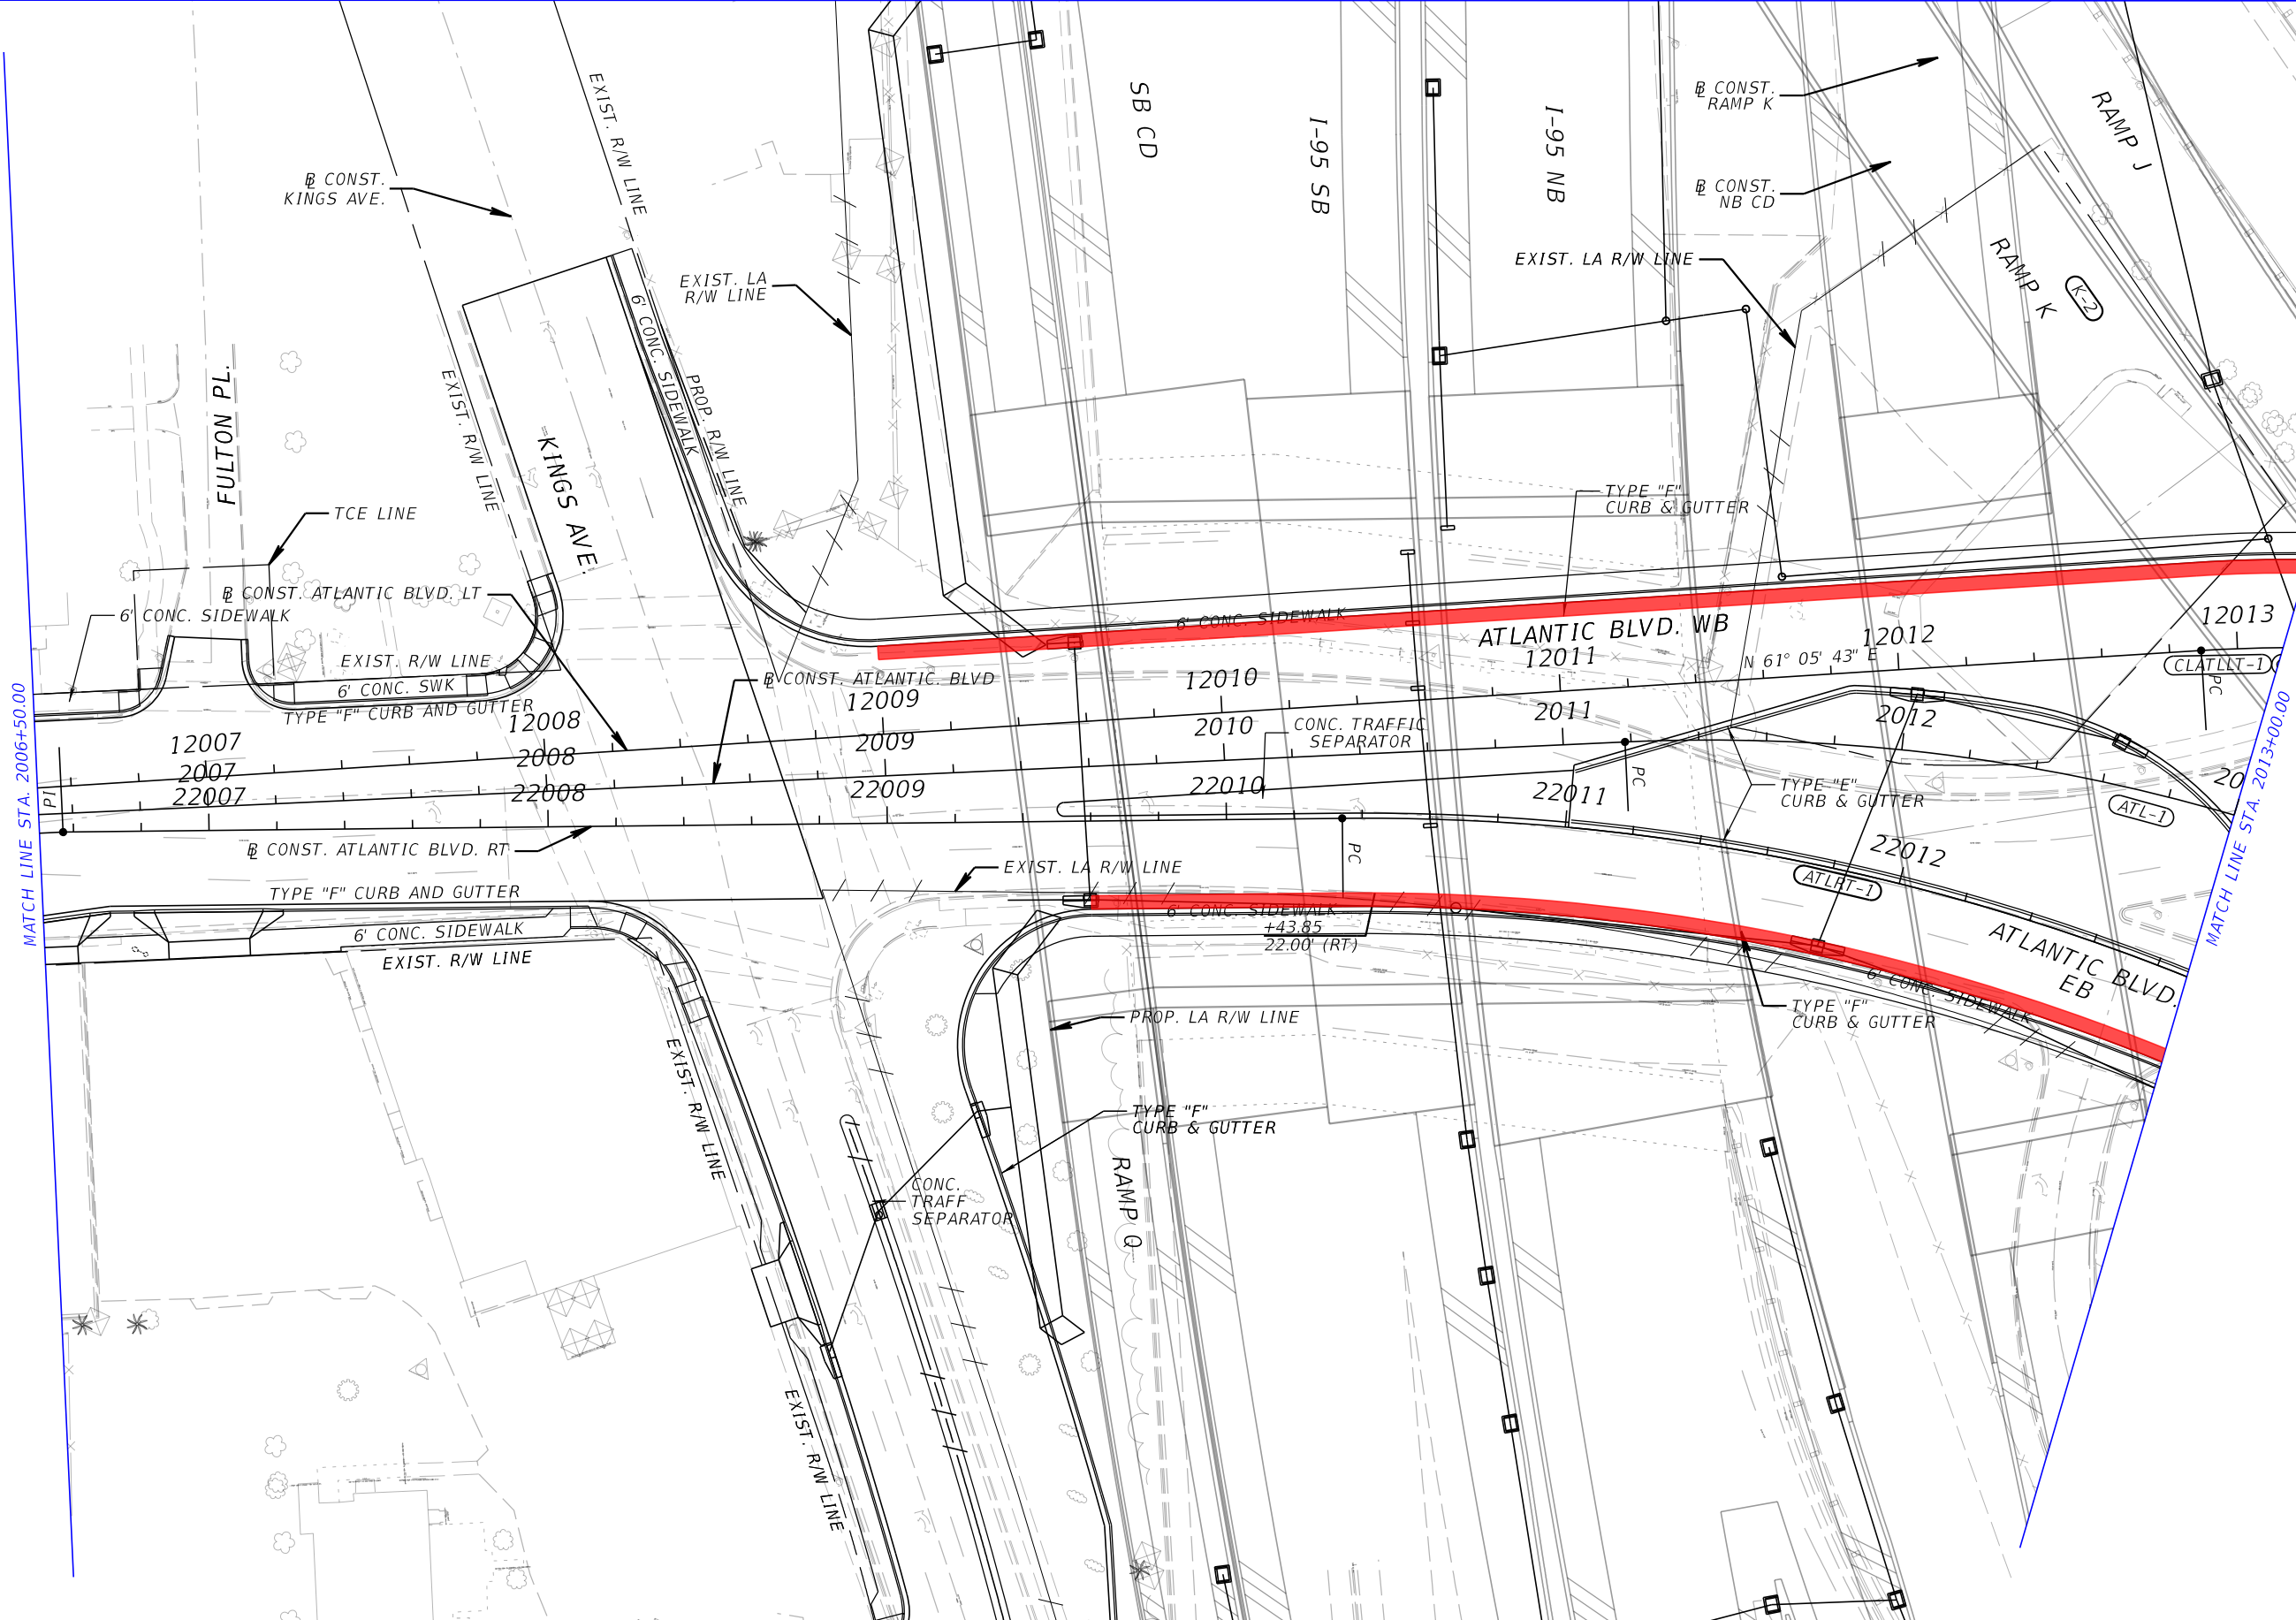 SB CD
I-95 SB
I-95 NB
℄ CONST.
RAMP K
RAMP J
EXIST. R/W LINE
℄ CONST.
KINGS AVE.
℄ CONST.
NB CD
EXIST. LA
R/W LINE
EXIST. LA R/W LINE
RAMP K
K-2
6' CONC. SIDEWALK
PROP. R/W LINE
EXIST. R/W LINE
FULTON PL.
KINGS AVE.
TCE LINE
TYPE "F"
CURB & GUTTER
℄ CONST. ATLANTIC BLVD. LT
6' CONC. SIDEWALK
6' CONC. SIDEWALK
ATLANTIC BLVD. WB
12013
EXIST. R/W LINE
6' CONC. SWK
TYPE "F" CURB AND GUTTER
℄ CONST. ATLANTIC. BLVD
N 61° 05' 43" E
CLATLLT-1
PC
12007
12008
12009
12010
12011
12012
2007
2008
2009
2010
2011
2012
20
22007
22008
22009
22010
22011
22012
CONC. TRAFFIC
SEPARATOR
PI
PC
PC
TYPE "E"
CURB & GUTTER
ATL-1
ATLRT-1
MATCH LINE STA. 2006+50.00
MATCH LINE STA. 2013+00.00
℄ CONST. ATLANTIC BLVD. RT
EXIST. LA R/W LINE
TYPE "F" CURB AND GUTTER
6' CONC. SIDEWALK
EXIST. R/W LINE
6' CONC. SIDEWALK
+43.85
22.00' (RT)
ATLANTIC BLVD.
EB
6' CONC. SIDEWALK
TYPE "F"
CURB & GUTTER
PROP. LA R/W LINE
EXIST. R/W LINE
TYPE "F"
CURB & GUTTER
CONC.
TRAFF
SEPARATOR
RAMP Q
EXIST. R/W LINE